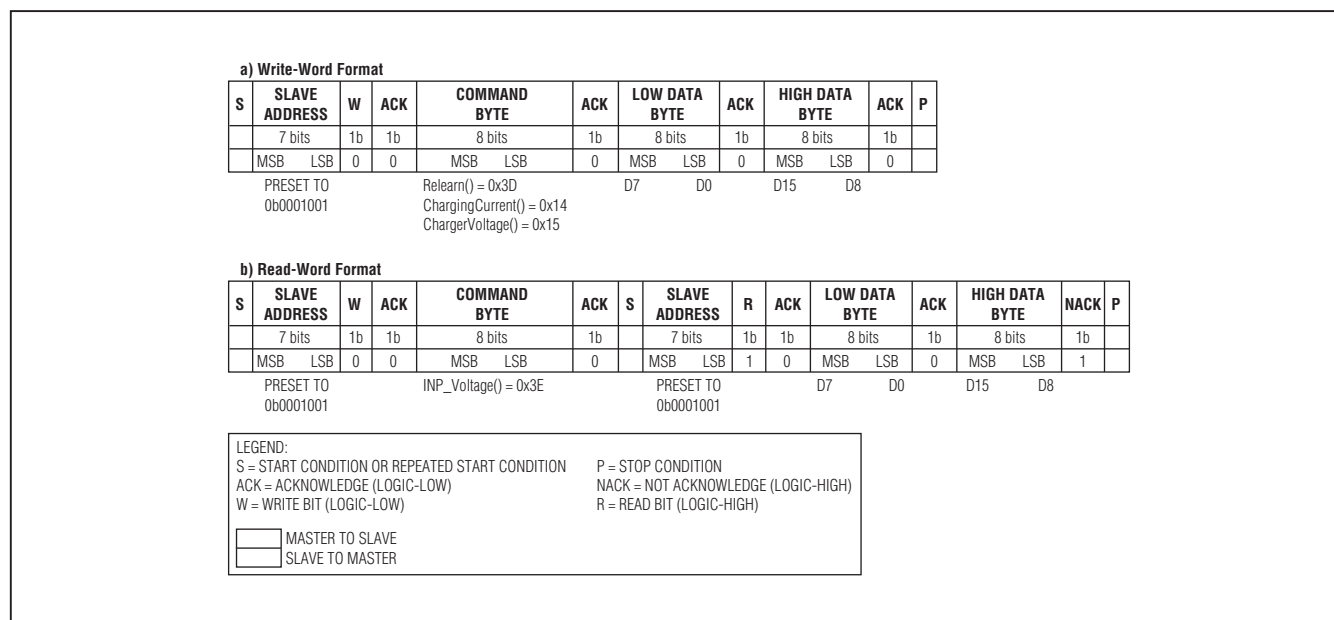 a) Write-Word Format
S SLAVE ADDRESS W ACK COMMAND BYTE ACK LOW DATA BYTE ACK HIGH DATA BYTE ACK P
7 bits 1b 1b 8 bits 1b 8 bits 1b 8 bits 1b
MSB LSB 0 0 MSB LSB 0 MSB LSB 0 MSB LSB 0
PRESET TO Relearn() = 0x3D D7 D0 D15 D8
0b0001001 ChargingCurrent() = 0x14
ChargerVoltage() = 0x15
b) Read-Word Format
S SLAVE ADDRESS W ACK COMMAND BYTE ACK S SLAVE ADDRESS R ACK LOW DATA BYTE ACK HIGH DATA BYTE NACK P
7 bits 1b 1b 8 bits 1b 7 bits 1b 1b 8 bits 1b 8 bits 1b
MSB LSB 0 0 MSB LSB 0 MSB LSB 1 0 MSB LSB 0 MSB LSB 1
PRESET TO INP_Voltage() = 0x3E PRESET TO D7 D0 D15 D8
0b0001001 0b0001001
LEGEND:
S = START CONDITION OR REPEATED START CONDITION P = STOP CONDITION
ACK = ACKNOWLEDGE (LOGIC-LOW) NACK = NOT ACKNOWLEDGE (LOGIC-HIGH)
W = WRITE BIT (LOGIC-LOW) R = READ BIT (LOGIC-HIGH)
MASTER TO SLAVE
SLAVE TO MASTER